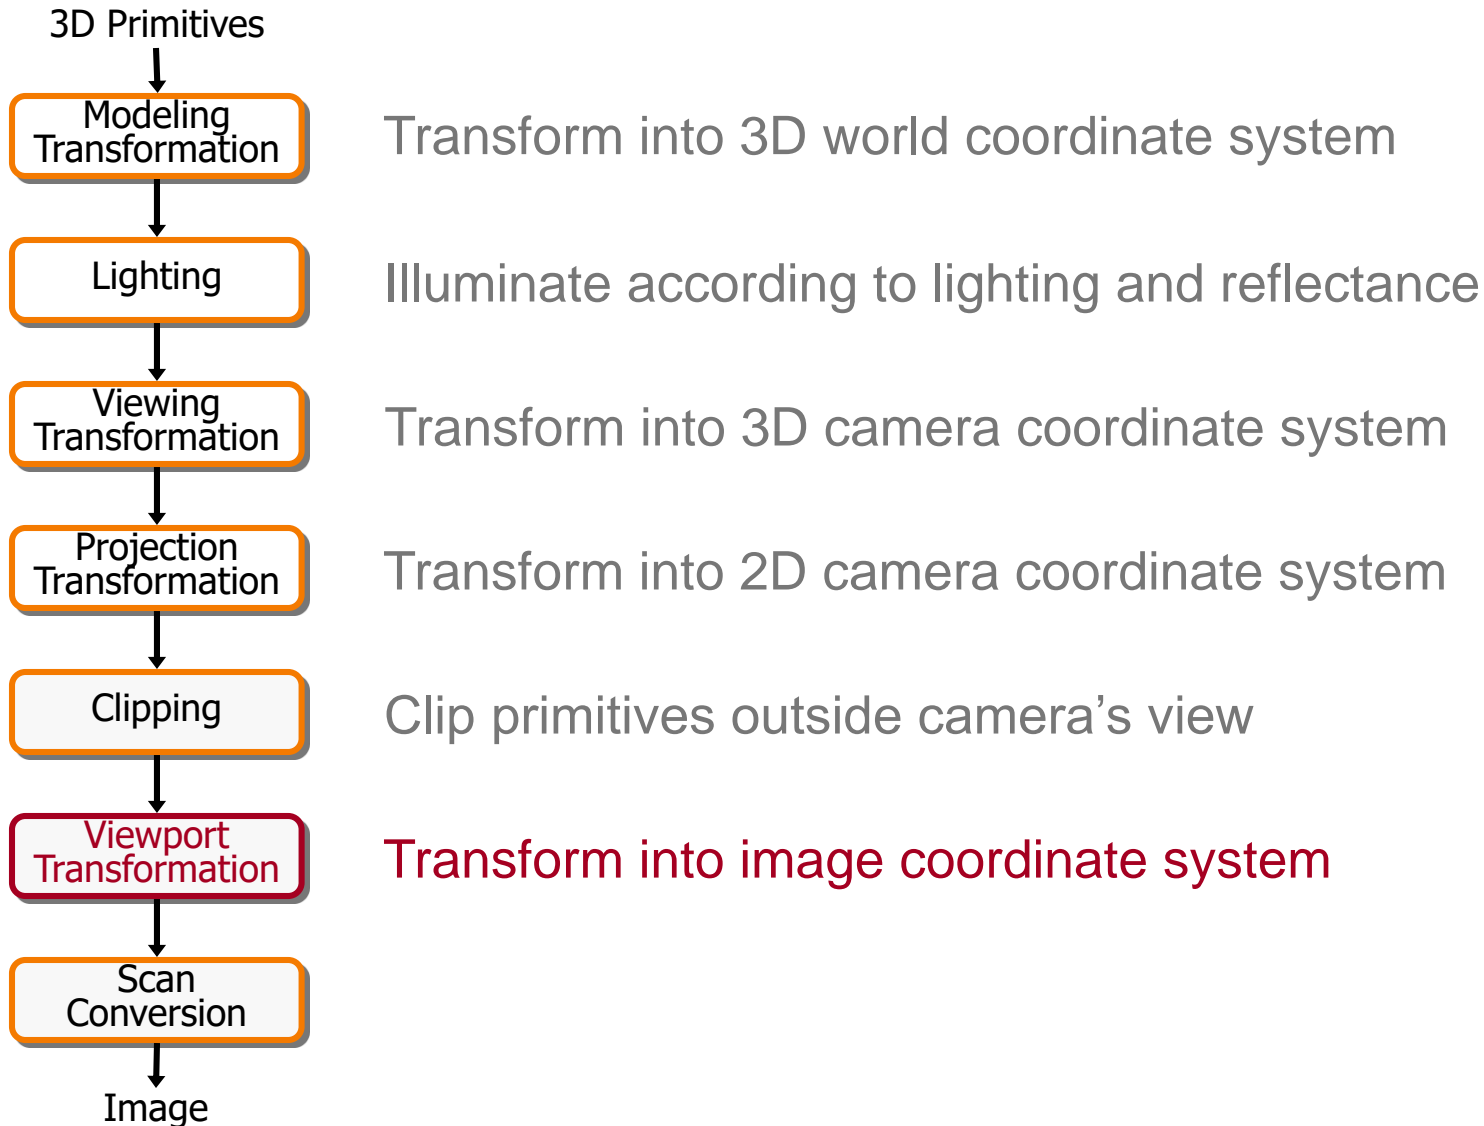 3D Primitives
Modeling
Transformation
Transform into 3D world coordinate system
Lighting
Illuminate according to lighting and reflectance
Viewing
Transformation
Transform into 3D camera coordinate system
Projection
Transformation
Transform into 2D camera coordinate system
Clipping
Clip primitives outside camera’s view
Viewport
Transformation
Transform into image coordinate system
Scan
Conversion
Image